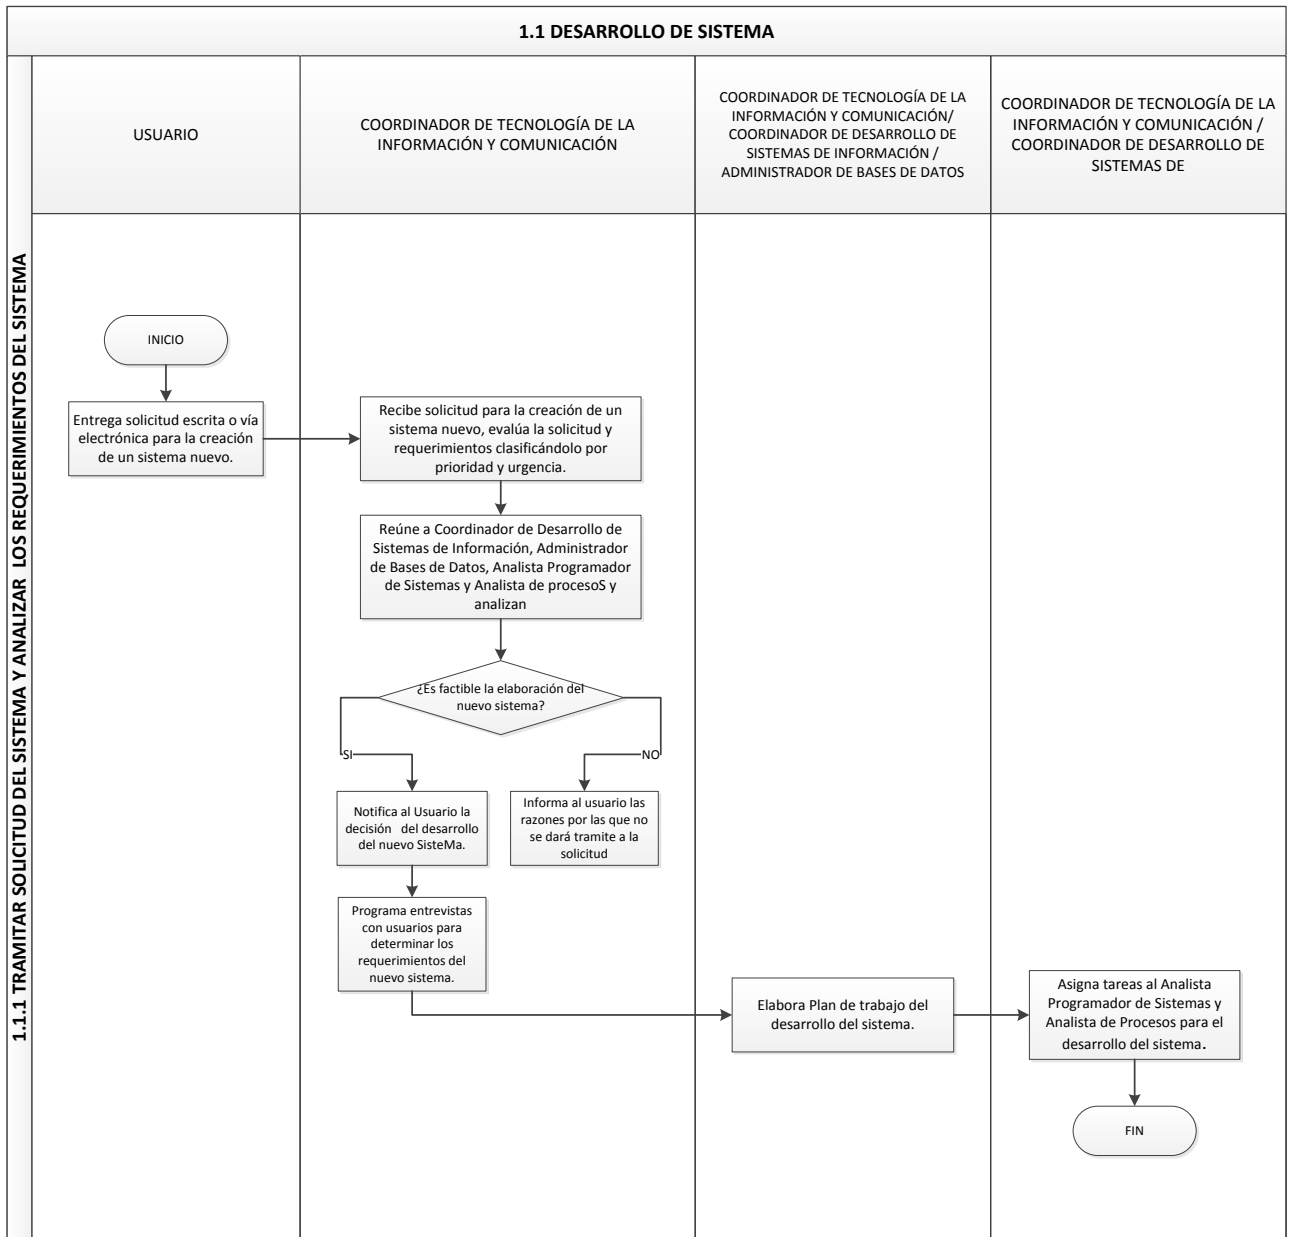 1.1 DESARROLLO DE SISTEMA
1.1.1 TRAMITAR SOLICITUD DEL SISTEMA Y ANALIZAR LOS REQUERIMIENTOS DEL SISTEMA
USUARIO
COORDINADOR DE TECNOLOGÍA DE LA
INFORMACIÓN Y COMUNICACIÓN
COORDINADOR DE TECNOLOGÍA DE LA
INFORMACIÓN Y COMUNICACIÓN/
COORDINADOR DE DESARROLLO DE
SISTEMAS DE INFORMACIÓN /
ADMINISTRADOR DE BASES DE DATOS
COORDINADOR DE TECNOLOGÍA DE LA
INFORMACIÓN Y COMUNICACIÓN /
COORDINADOR DE DESARROLLO DE
SISTEMAS DE
INICIO
Entrega solicitud escrita o vía
electrónica para la creación
de un sistema nuevo.
Recibe solicitud para la creación de un
sistema nuevo, evalúa la solicitud y
requerimientos clasificándolo por
prioridad y urgencia.
Reúne a Coordinador de Desarrollo de
Sistemas de Información, Administrador
de Bases de Datos, Analista Programador
de Sistemas y Analista de procesoS y
analizan
¿Es factible la elaboración del
nuevo sistema?
SI
NO
Notifica al Usuario la
decisión del desarrollo
del nuevo SisteMa.
Informa al usuario las
razones por las que no
se dará tramite a la
solicitud
Programa entrevistas
con usuarios para
determinar los
requerimientos del
nuevo sistema.
Elabora Plan de trabajo del
desarrollo del sistema.
Asigna tareas al Analista
Programador de Sistemas y
Analista de Procesos para el
desarrollo del sistema.
FIN